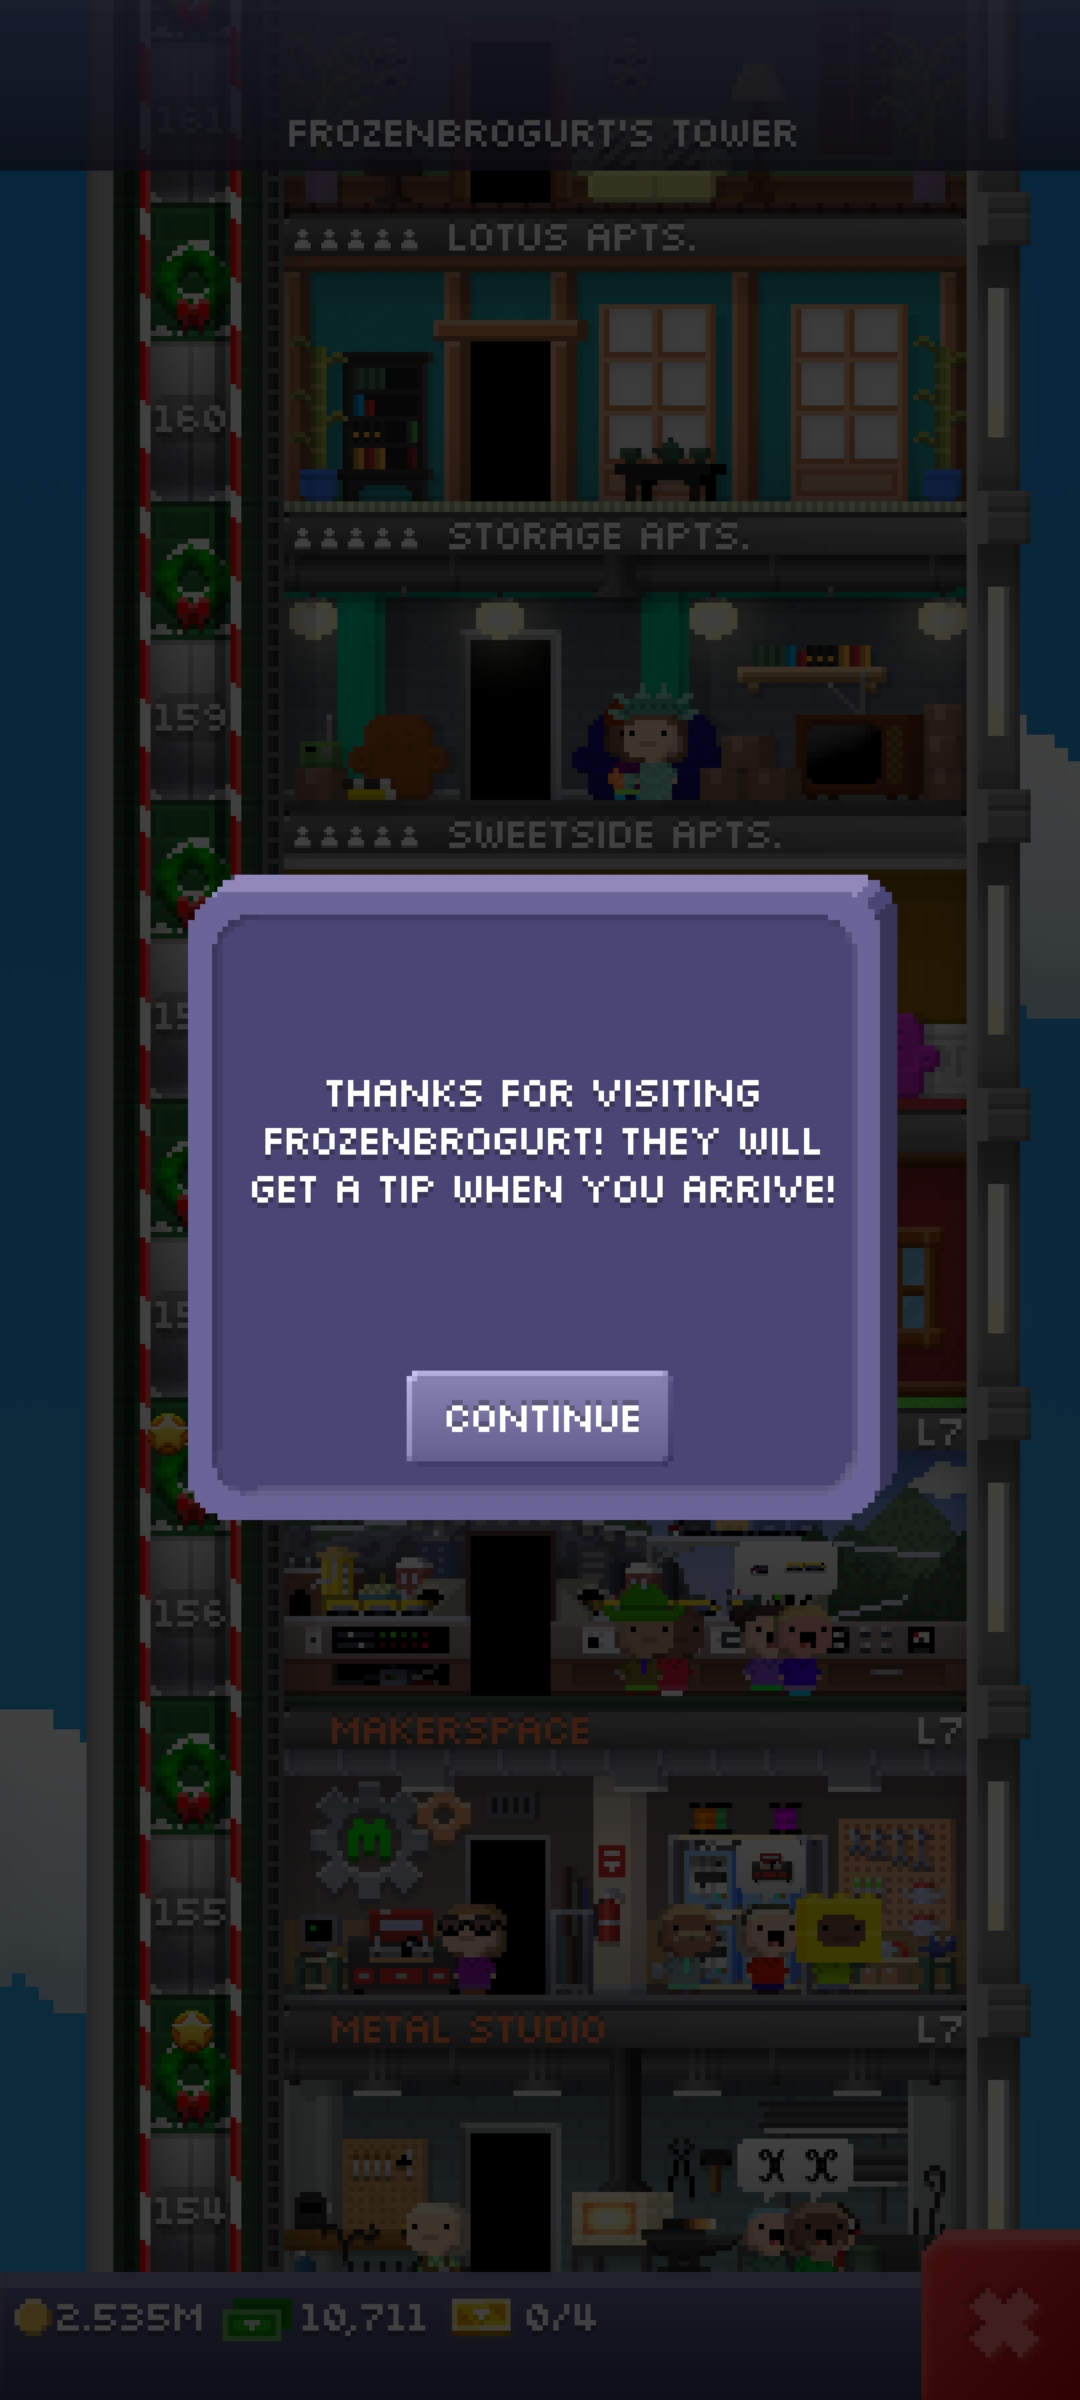 161
FROZENBROGURT'S TOWER
LOTUS APTS.
160
STORAGE APTS.
159
SWEETSIDE APTS.
THANKS FOR VISITING
FROZENBROGURT! THEY WILL
GET A TIP WHEN YOU ARRIVE!
CONTINUE
L7
156
MAKERSPACE L7
M
155
METAL STUDIO L7
154
2.535M 10,711 0/4